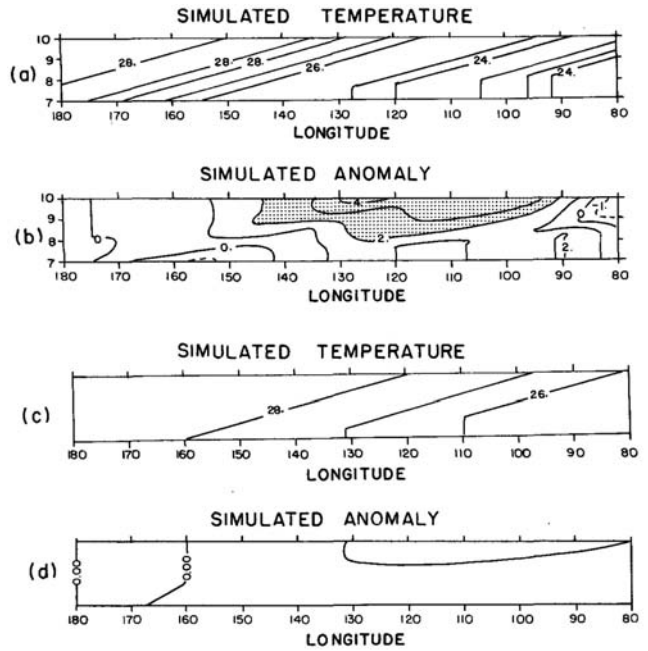 SIMULATED TEMPERATURE
(a)
10
9
8
7
28.
28.
28.
26.
24.
24.
180 170 160 150 140 130 120 110 100 90 80
LONGITUDE
SIMULATED ANOMALY
(b)
10
9
8
7
0.
0.
4.
2.
0
1.
2.
180 170 160 150 140 130 120 110 100 90 80
LONGITUDE
SIMULATED TEMPERATURE
(c)
28.
26.
180 170 160 150 140 130 120 110 100 90 80
LONGITUDE
SIMULATED ANOMALY
(d)
0.00
0.00
180 170 160 150 140 130 120 110 100 90 80
LONGITUDE